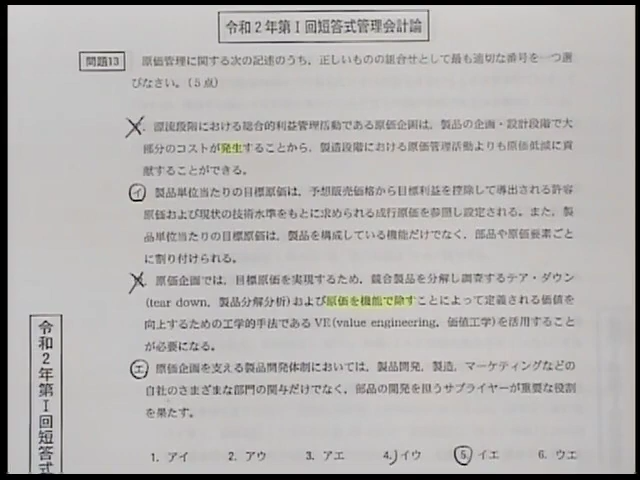 令和2年第Ⅰ回短答式管理会計論
問題13 原価管理に関する次の記述のうち,正しいものの組合せとして最も適切な番号を一つ選
びなさい。(5点)
源流段階における総合的利益管理活動である原価企画は,製品の企画・設計段階で大
部分のコストが発生することから,製造段階における原価管理活動よりも原価低減に貢
献することができる。
イ. 製品単位当たりの目標原価は,予想販売価格から目標利益を控除して導出される許容
原価および現状の技術水準をもとに求められる成行原価を参照し設定される。また,製
品単位当たりの目標原価は,製品を構成している機能だけでなく,部品や原価要素ごと
に割り付けられる。
原価企画では,目標原価を実現するため,競合製品を分解し調査するテア・ダウン
(tear down, 製品分解分析)および原価を機能で除すことによって定義される価値を
向上するための工学的手法であるVE(value engineering, 価値工学)を活用すること
が必要になる。
エ. 原価企画を支える製品開発体制においては,製品開発,製造,マーケティングなどの
自社のさまざまな部門の関与だけでなく,部品の開発を担うサプライヤーが重要な役割
を果たす。
1. アイ 2. アウ 3. アエ 4. イウ 5. イエ 6. ウエ
令和2年第Ⅰ回短答式